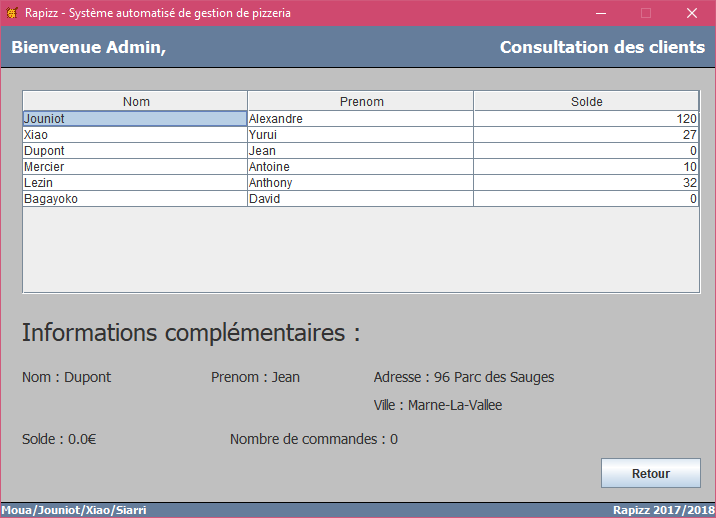 Rapizz - Système automatisé de gestion de pizzeria
Bienvenue Admin, Consultation des clients
Nom Prenom Solde
Jouniot Alexandre 120
Xiao Yurui 27
Dupont Jean 0
Mercier Antoine 10
Lezin Anthony 32
Bagayoko David 0
Informations complémentaires :
Nom : Dupont Prenom : Jean Adresse : 96 Parc des Sauges
Ville : Marne-La-Vallee
Solde : 0.0€ Nombre de commandes : 0
Retour
Moua/Jouniot/Xiao/Siarri Rapizz 2017/2018